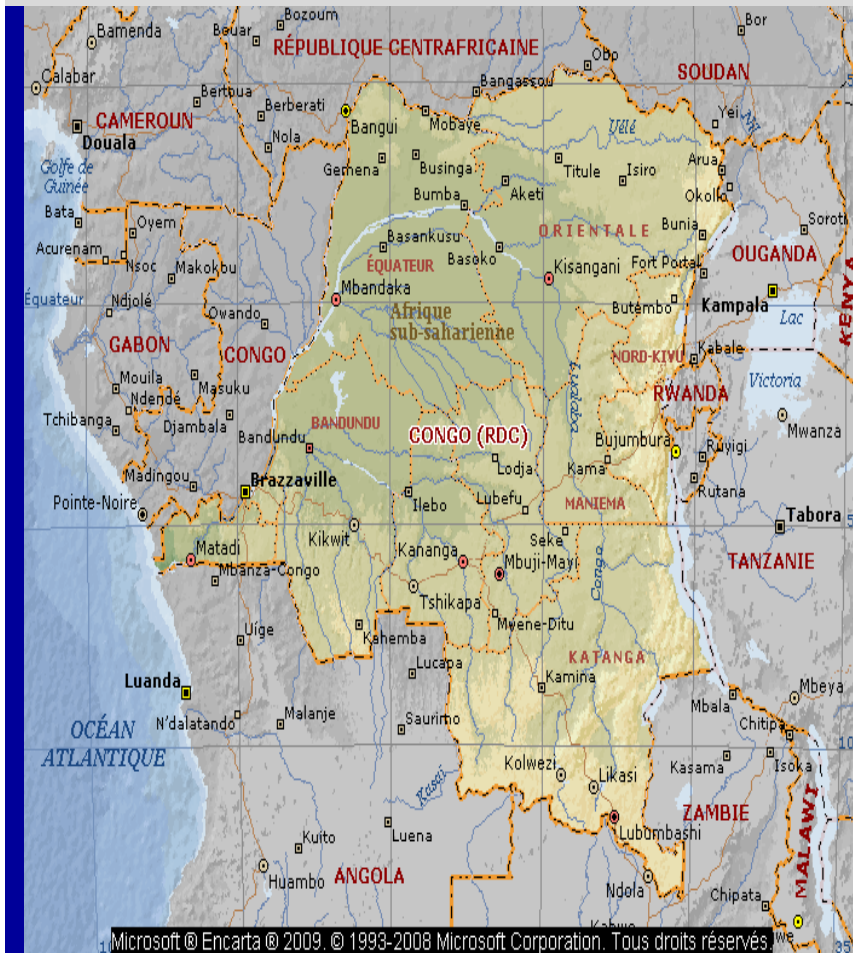 Bozoum
Bamenda
Bouar
Bor
RÉPUBLIQUE CENTRAFRICAINE
Obo
SOUDAN
Calabar
Bertoua
Berberati
Bangassou
CAMEROUN
Bangui
Mobaye
Yei
Nil
Douala
Nola
Uélé
Gemena
Businga
Titule
Isiro
Arua
Golfe de
Guinée
Bumba
Aketi
Okollo
Bata
Oyem
Soroti
Acurenam
Basankusu
ORIENTALE
Bunia
OUGANDA
Nsoc
Makokou
ÉQUATEUR
Basoko
Kisangani
Fort Portal
Équateur
Mbandaka
Butembo
Kampala
KENYA
Ndjolé
Owando
Afrique
sub-saharienne
Lac
GABON
CONGO
NORD-KIVU
Kabale
Mouila
Masuku
Lualaba
RWANDA
Victoria
Ndendé
Tchibanga
Djambala
BANDUNDU
CONGO (RDC)
Bujumbura
Mwanza
Bandundu
Lodja
Kama
Ruyigi
Madingou
Brazzaville
Rutana
Pointe-Noire
Ilebo
Lubefu
MANIEMA
Tabora
Matadi
Kikwit
Kananga
Seke
Mbuji-Mayi
TANZANIE
Mbanza-Congo
Tshikapa
Congo
Uíge
Kahemba
Mwene-Ditu
KATANGA
Luanda
Lucapa
Kamina
Mbala
Mbeya
N'dalatando
Malanje
Saurimo
Chitipa
OCÉAN
ATLANTIQUE
10
Kasaï
Kolwezi
Likasi
Kasama
Isoka
Kuito
Luena
Lubumbashi
ZAMBIE
MALAWI
Huambo
ANGOLA
Ndola
Chipata
Microsoft ® Encarta ® 2009. © 1993-2008 Microsoft Corporation. Tous droits réservés.
35